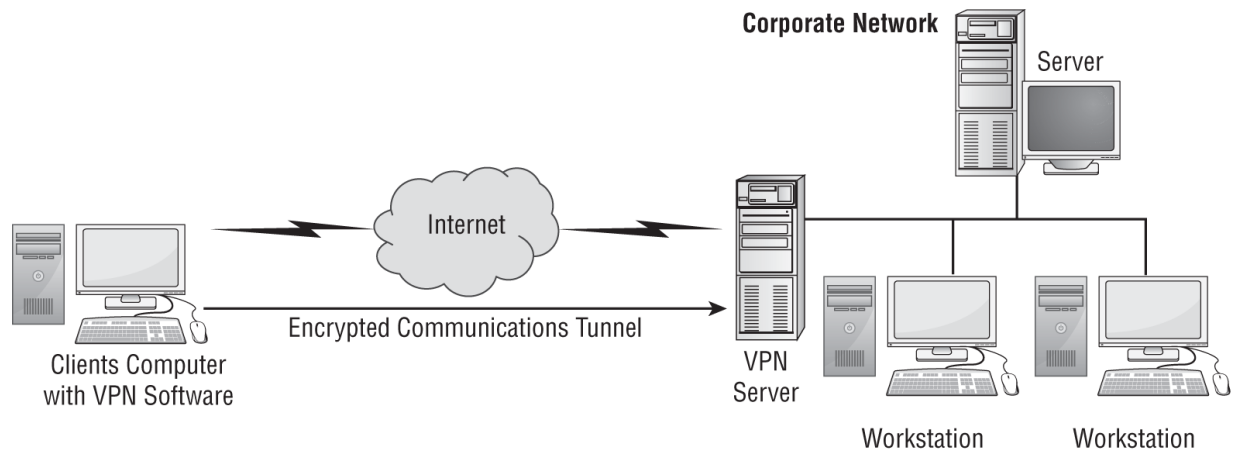 Corporate Network
Server
Internet
Encrypted Communications Tunnel
Clients Computer
with VPN Software
VPN
Server
Workstation
Workstation